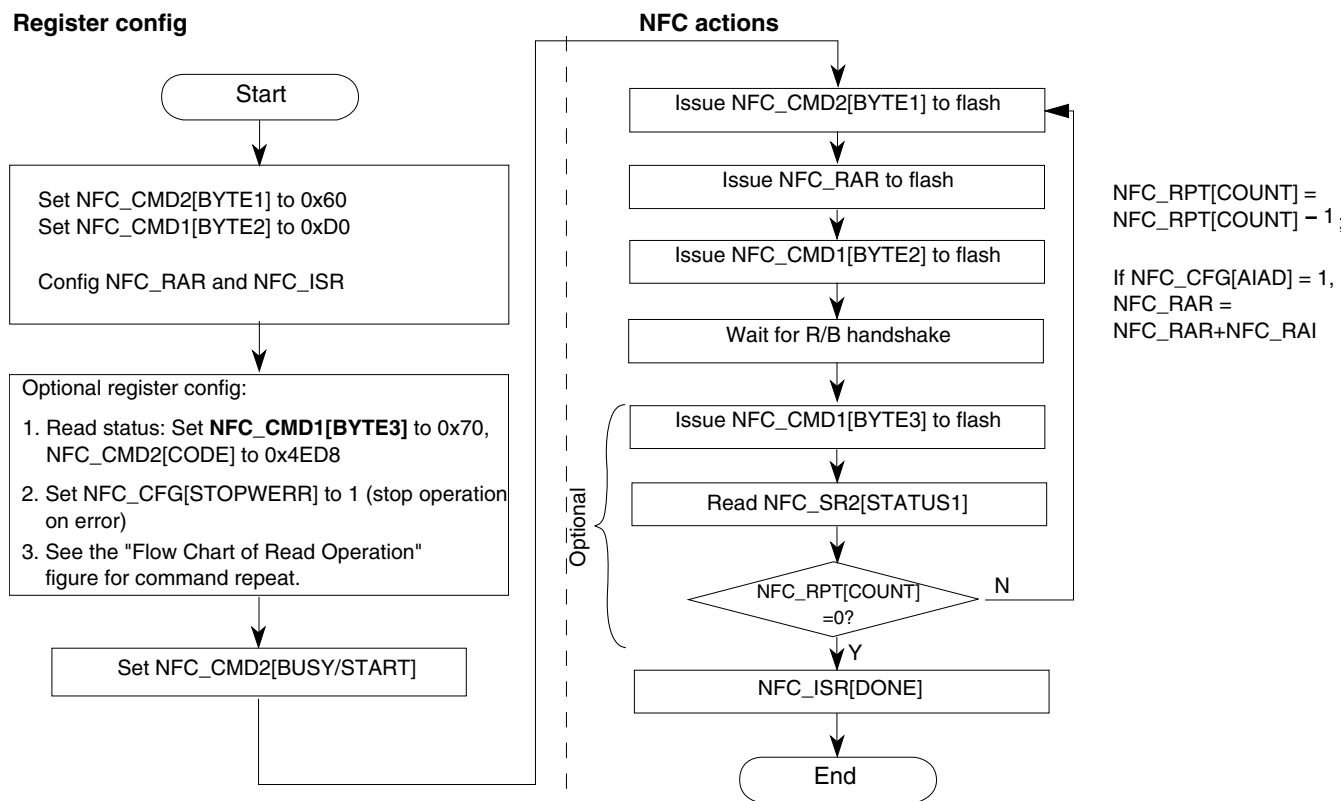 Register config
Start
Set NFC_CMD2[BYTE1] to 0x60
Set NFC_CMD1[BYTE2] to 0xD0
Config NFC_RAR and NFC_ISR
Optional register config:
1. Read status: Set NFC_CMD1[BYTE3] to 0x70,
NFC_CMD2[CODE] to 0x4ED8
2. Set NFC_CFG[STOPWERR] to 1 (stop operation
on error)
3. See the "Flow Chart of Read Operation"
figure for command repeat.
Set NFC_CMD2[BUSY/START]
NFC actions
Issue NFC_CMD2[BYTE1] to flash
Issue NFC_RAR to flash
Issue NFC_CMD1[BYTE2] to flash
Wait for R/B handshake
Optional
Issue NFC_CMD1[BYTE3] to flash
Read NFC_SR2[STATUS1]
NFC_RPT[COUNT]
=0?
N
Y
NFC_ISR[DONE]
End
NFC_RPT[COUNT] =
NFC_RPT[COUNT] − 1 ;
If NFC_CFG[AIAD] = 1,
NFC_RAR =
NFC_RAR+NFC_RAI